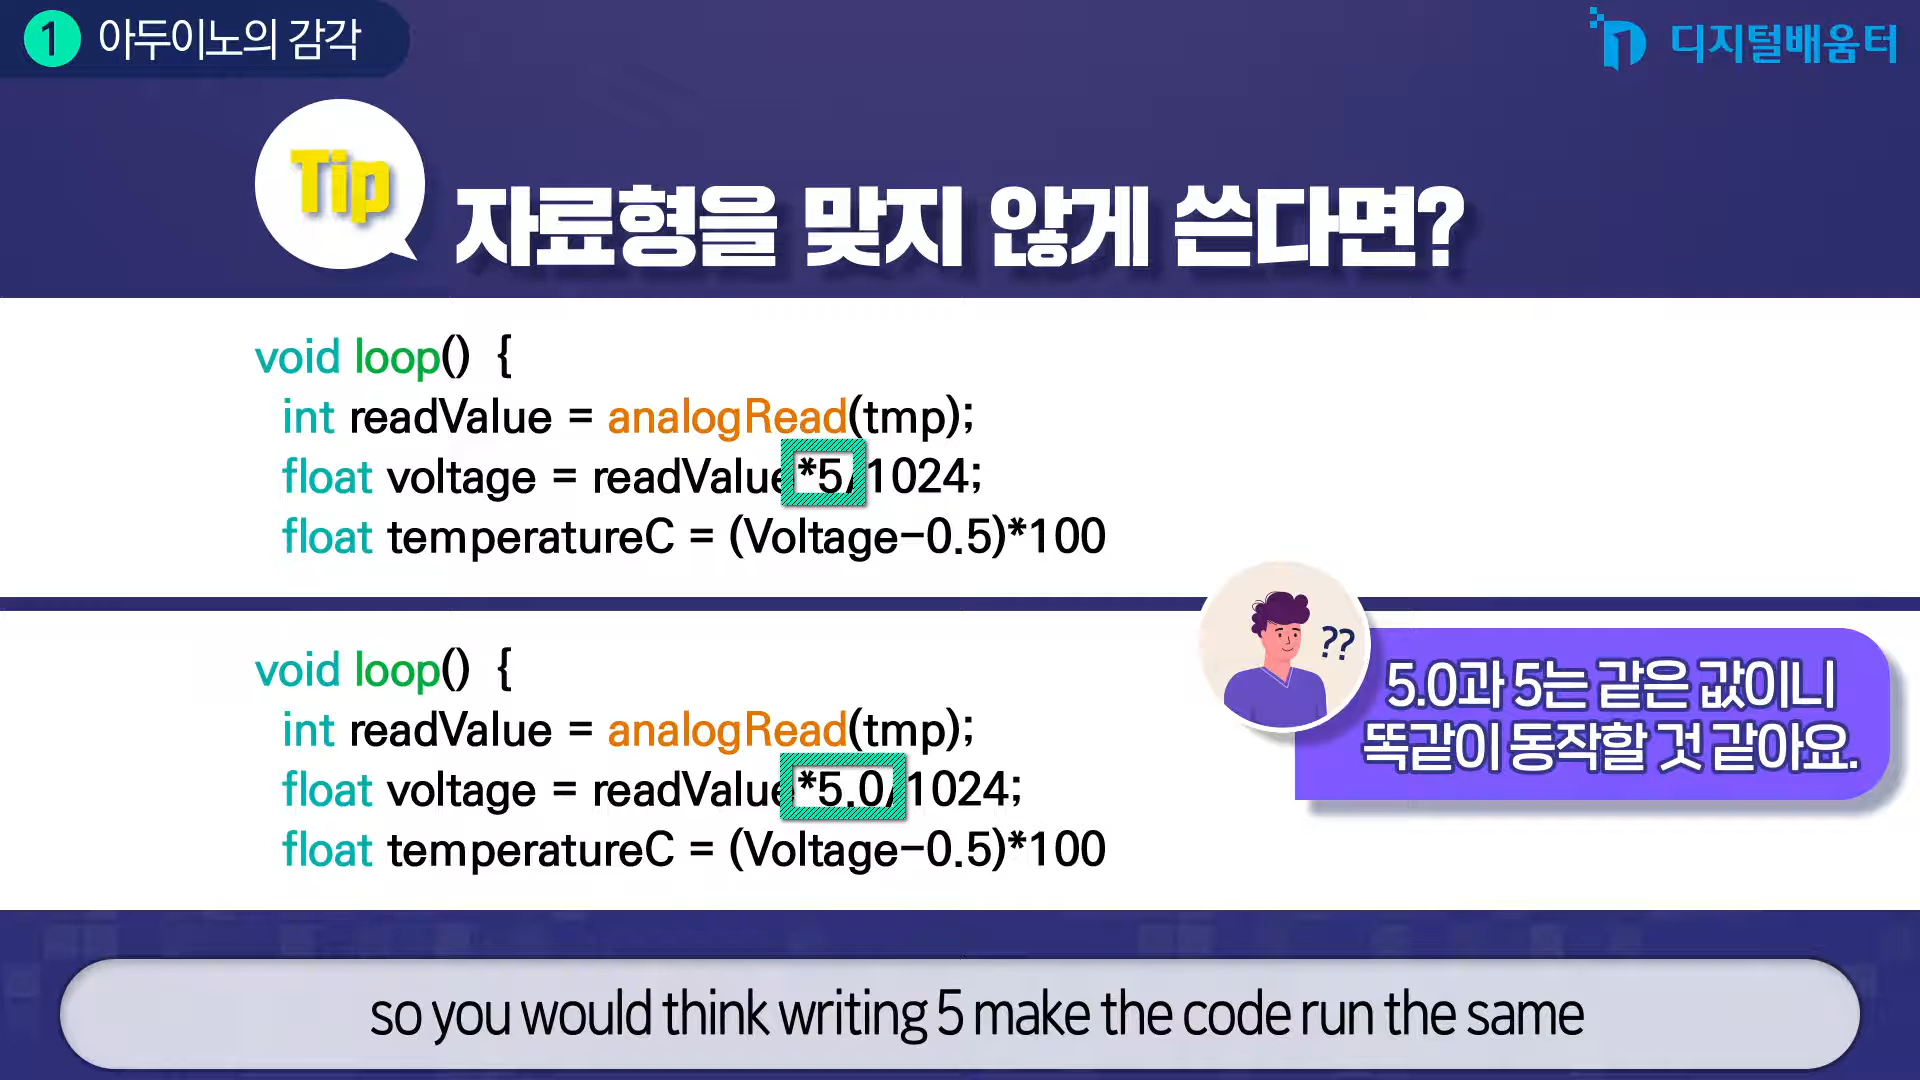 1 아두이노의 감각
디지털배움터
Tip
자료형을 맞지 않게 쓴다면?
void loop() {
int readValue = analogRead(tmp);
float voltage = readValue*5/1024;
float temperatureC = (Voltage-0.5)*100
void loop() {
int readValue = analogRead(tmp);
float voltage = readValue*5.0/1024;
float temperatureC = (Voltage-0.5)*100
??
5.0과 5는 같은 값이니
똑같이 동작할 것 같아요.
so you would think writing 5 make the code run the same